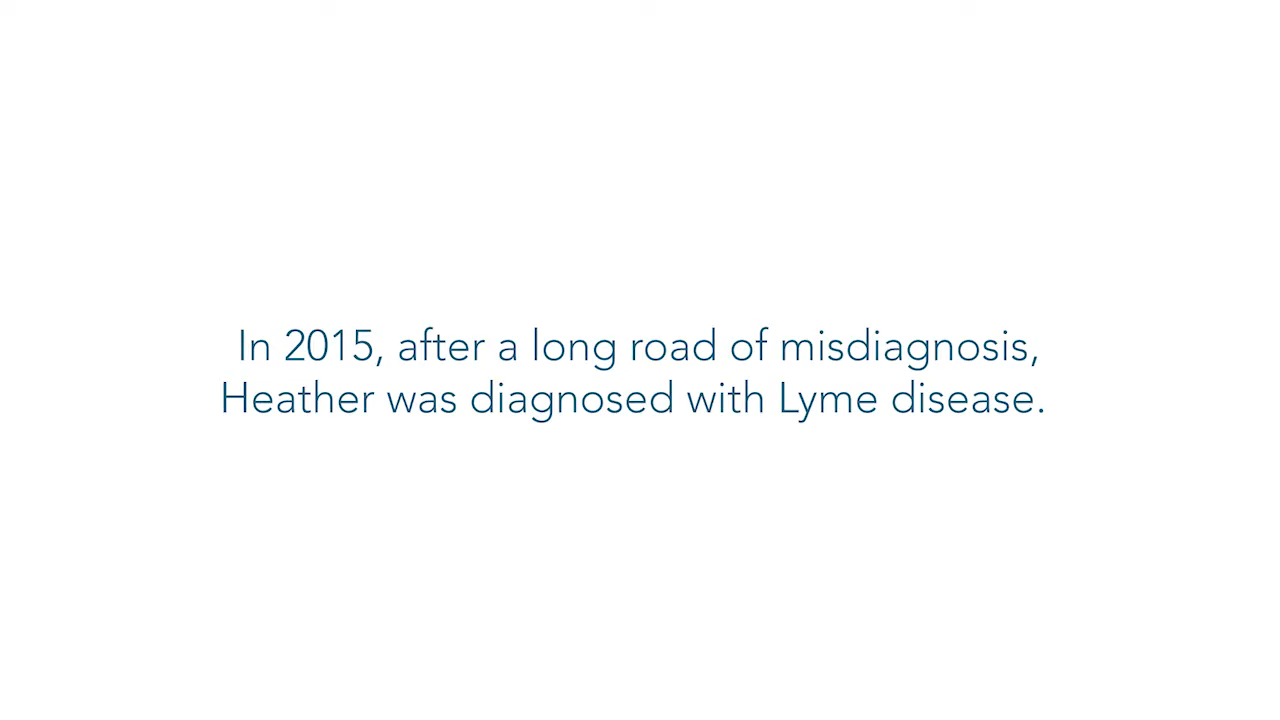 In 2015, after a long road of misdiagnosis,
Heather was diagnosed with Lyme disease.